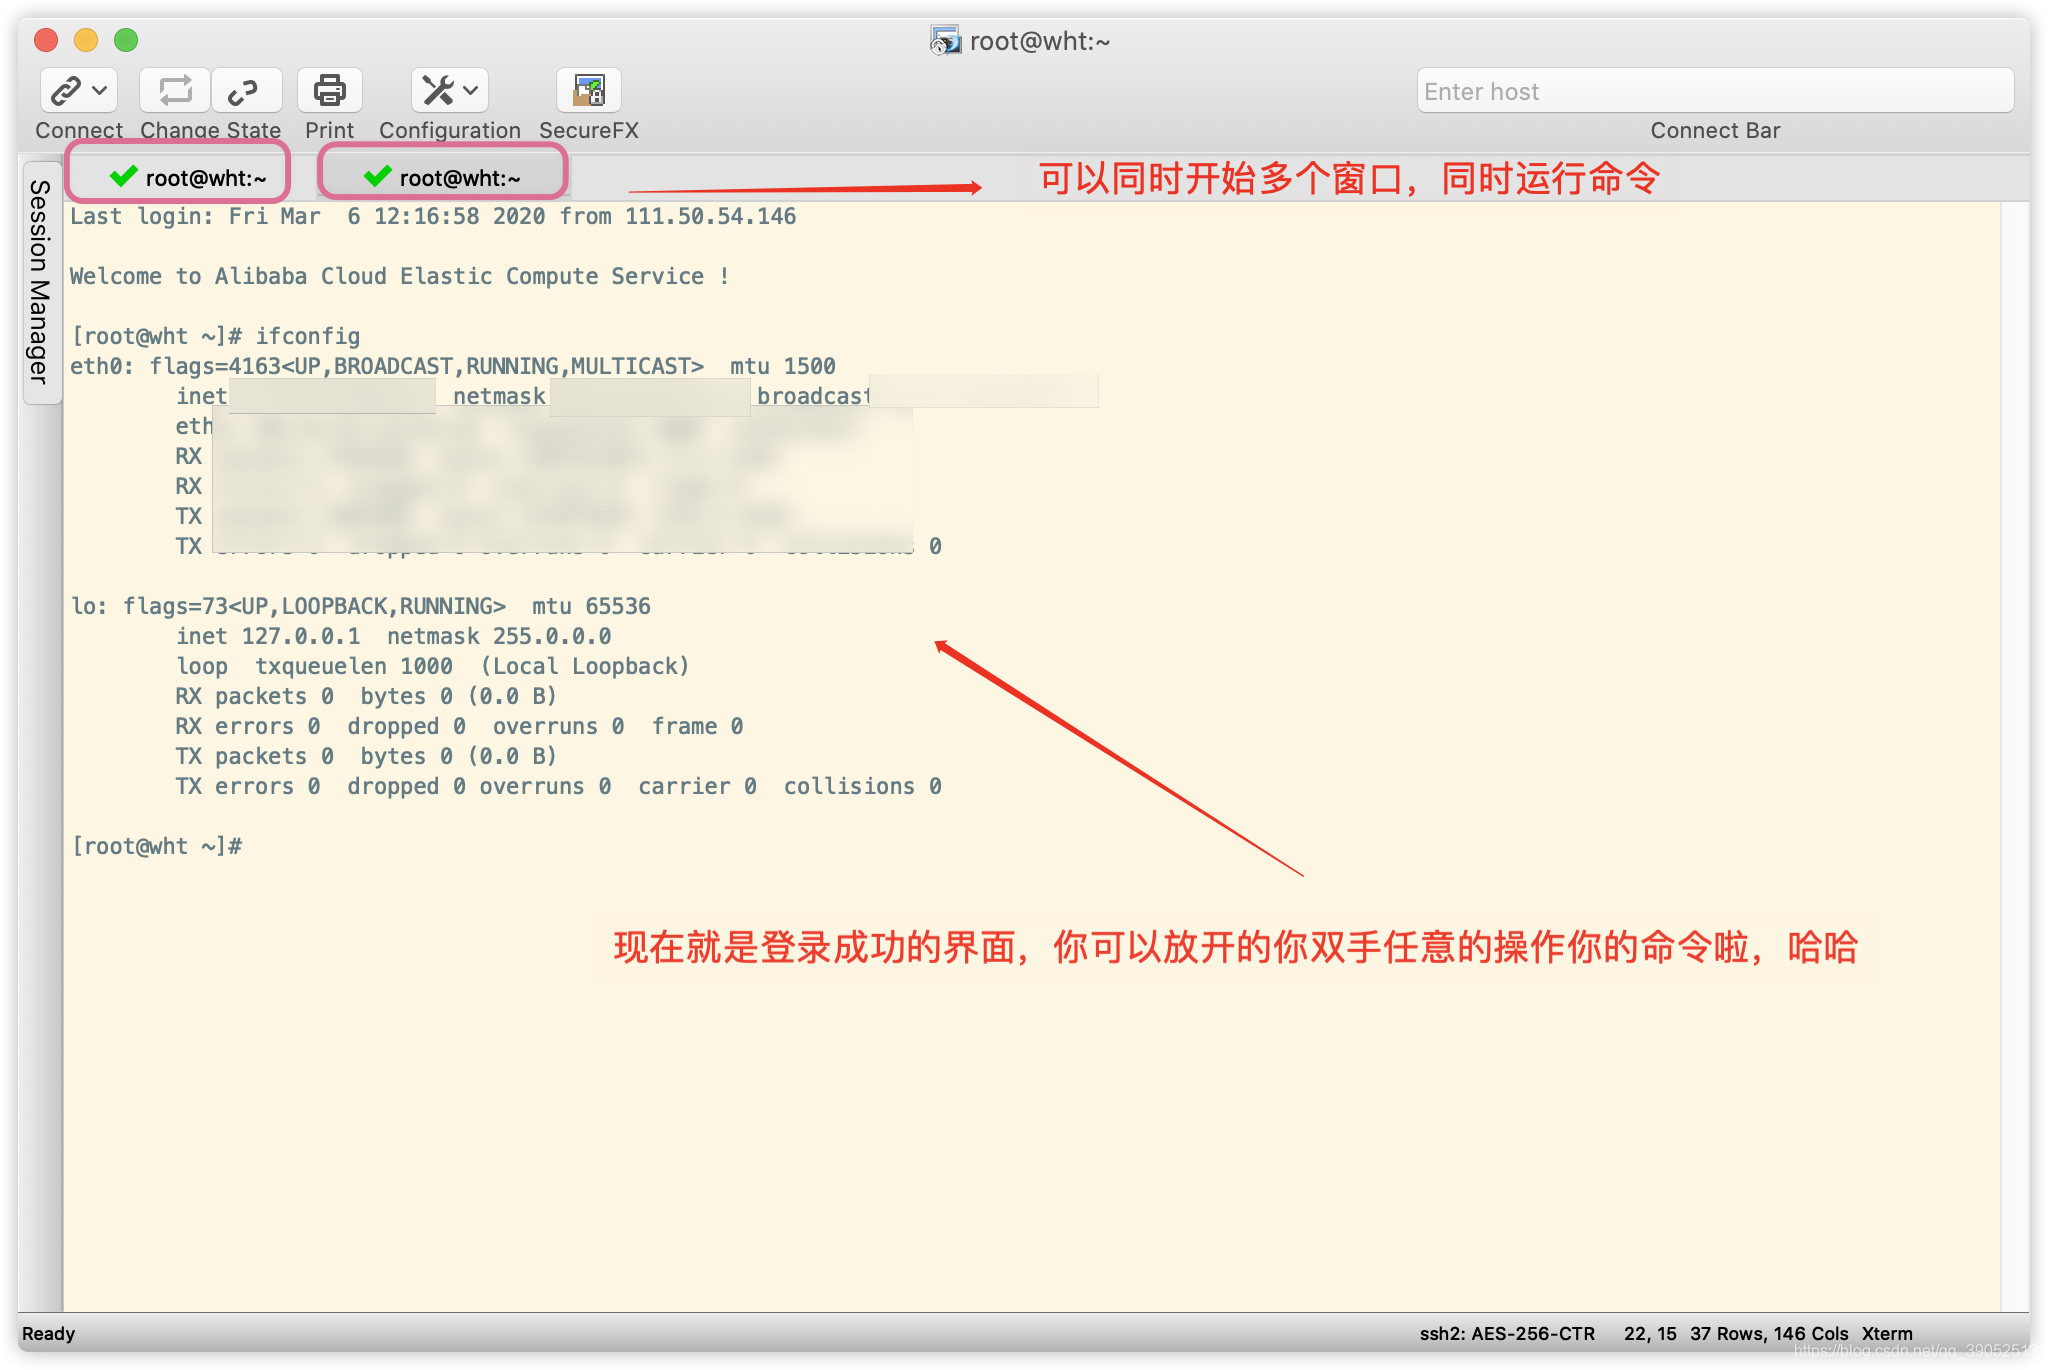 root@wht:~
Enter host
Connect Change State Print Configuration SecureFX Connect Bar
root@wht:~ root@wht:~ 可以同时开始多个窗口，同时运行命令
Session Manager
Last login: Fri Mar  6 12:16:58 2020 from 111.50.54.146
Welcome to Alibaba Cloud Elastic Compute Service !
[root@wht ~]# ifconfig
eth0: flags=4163<UP,BROADCAST,RUNNING,MULTICAST>  mtu 1500
inet netmask broadcast
eth
RX
RX
TX
TX errors 0  dropped 0 overruns 0  carrier 0  collisions 0
lo: flags=73<UP,LOOPBACK,RUNNING>  mtu 65536
inet 127.0.0.1  netmask 255.0.0.0
loop  txqueuelen 1000  (Local Loopback)
RX packets 0  bytes 0 (0.0 B)
RX errors 0  dropped 0  overruns 0  frame 0
TX packets 0  bytes 0 (0.0 B)
TX errors 0  dropped 0 overruns 0  carrier 0  collisions 0
[root@wht ~]#
现在就是登录成功的界面，你可以放开的你双手任意的操作你的命令啦，哈哈
Ready ssh2: AES-256-CTR 22, 15 37 Rows, 146 Cols Xterm
https://blog.csdn.net/qq_3905251